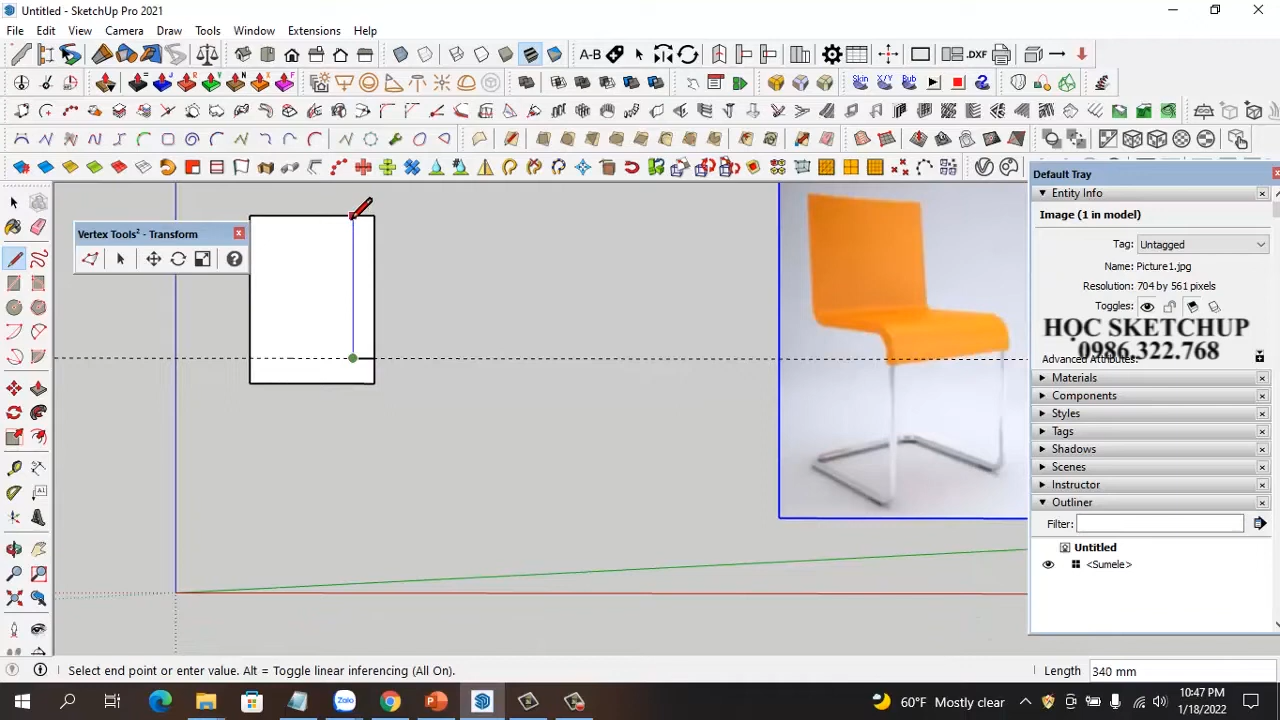 Untitled - SketchUp Pro 2021
File Edit View Camera Draw Tools Window Extensions Help
A-B
.DXF
Skin X/Y Bub
Vertex Tools² - Transform
Default Tray
Entity Info
Image (1 in model)
Tag: Untagged
Name: Picture1.jpg
Resolution: 704 by 561 pixels
Toggles:
HỌC SKETCHUP
0986.322.768
Advanced Attributes:
Materials
Components
Styles
Tags
Shadows
Scenes
Instructor
Outliner
Filter:
Untitled
<Sumele>
Select end point or enter value. Alt = Toggle linear inferencing (All On).
Length 340 mm
60°F Mostly clear
10:47 PM
1/18/2022